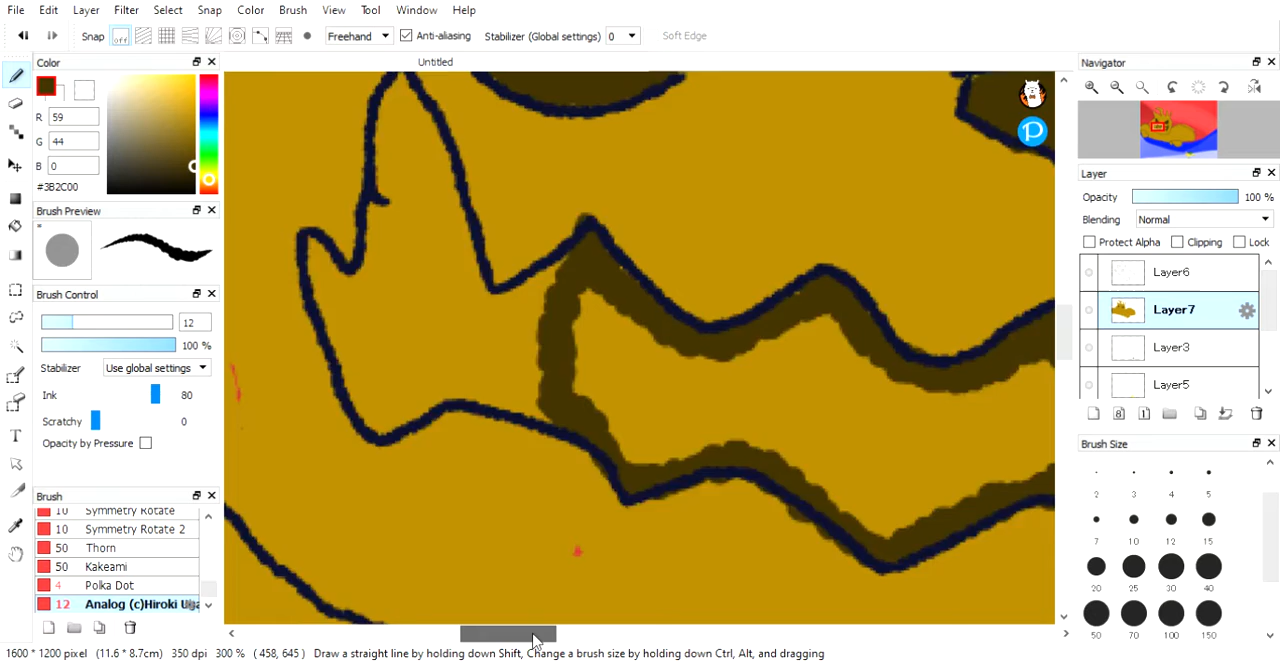 File Edit Layer Filter Select Snap Color Brush View Tool Window Help
Snap off Freehand Anti-aliasing Stabilizer (Global settings) 0 Soft Edge
Color
R 59
G 44
B 0
#3B2C00
Brush Preview
Brush Control
12
100 %
Stabilizer Use global settings
Ink 80
Scratchy 0
Opacity by Pressure
Brush
10 Symmetry Rotate
10 Symmetry Rotate 2
50 Thorn
50 Kakeami
4 Polka Dot
12 Analog (c)Hiroki
Untitled
P
Navigator
Layer
Opacity 100 %
Blending Normal
Protect Alpha Clipping Lock
Layer6
Layer7
Layer3
Layer5
8 1
Brush Size
2 3 4 5
7 10 12 15
20 25 30 40
50 70 100 150
1600 * 1200 pixel (11.6 * 8.7cm) 350 dpi 300 % ( 458, 645 ) Draw a straight line by holding down Shift, Change a brush size by holding down Ctrl, Alt, and dragging